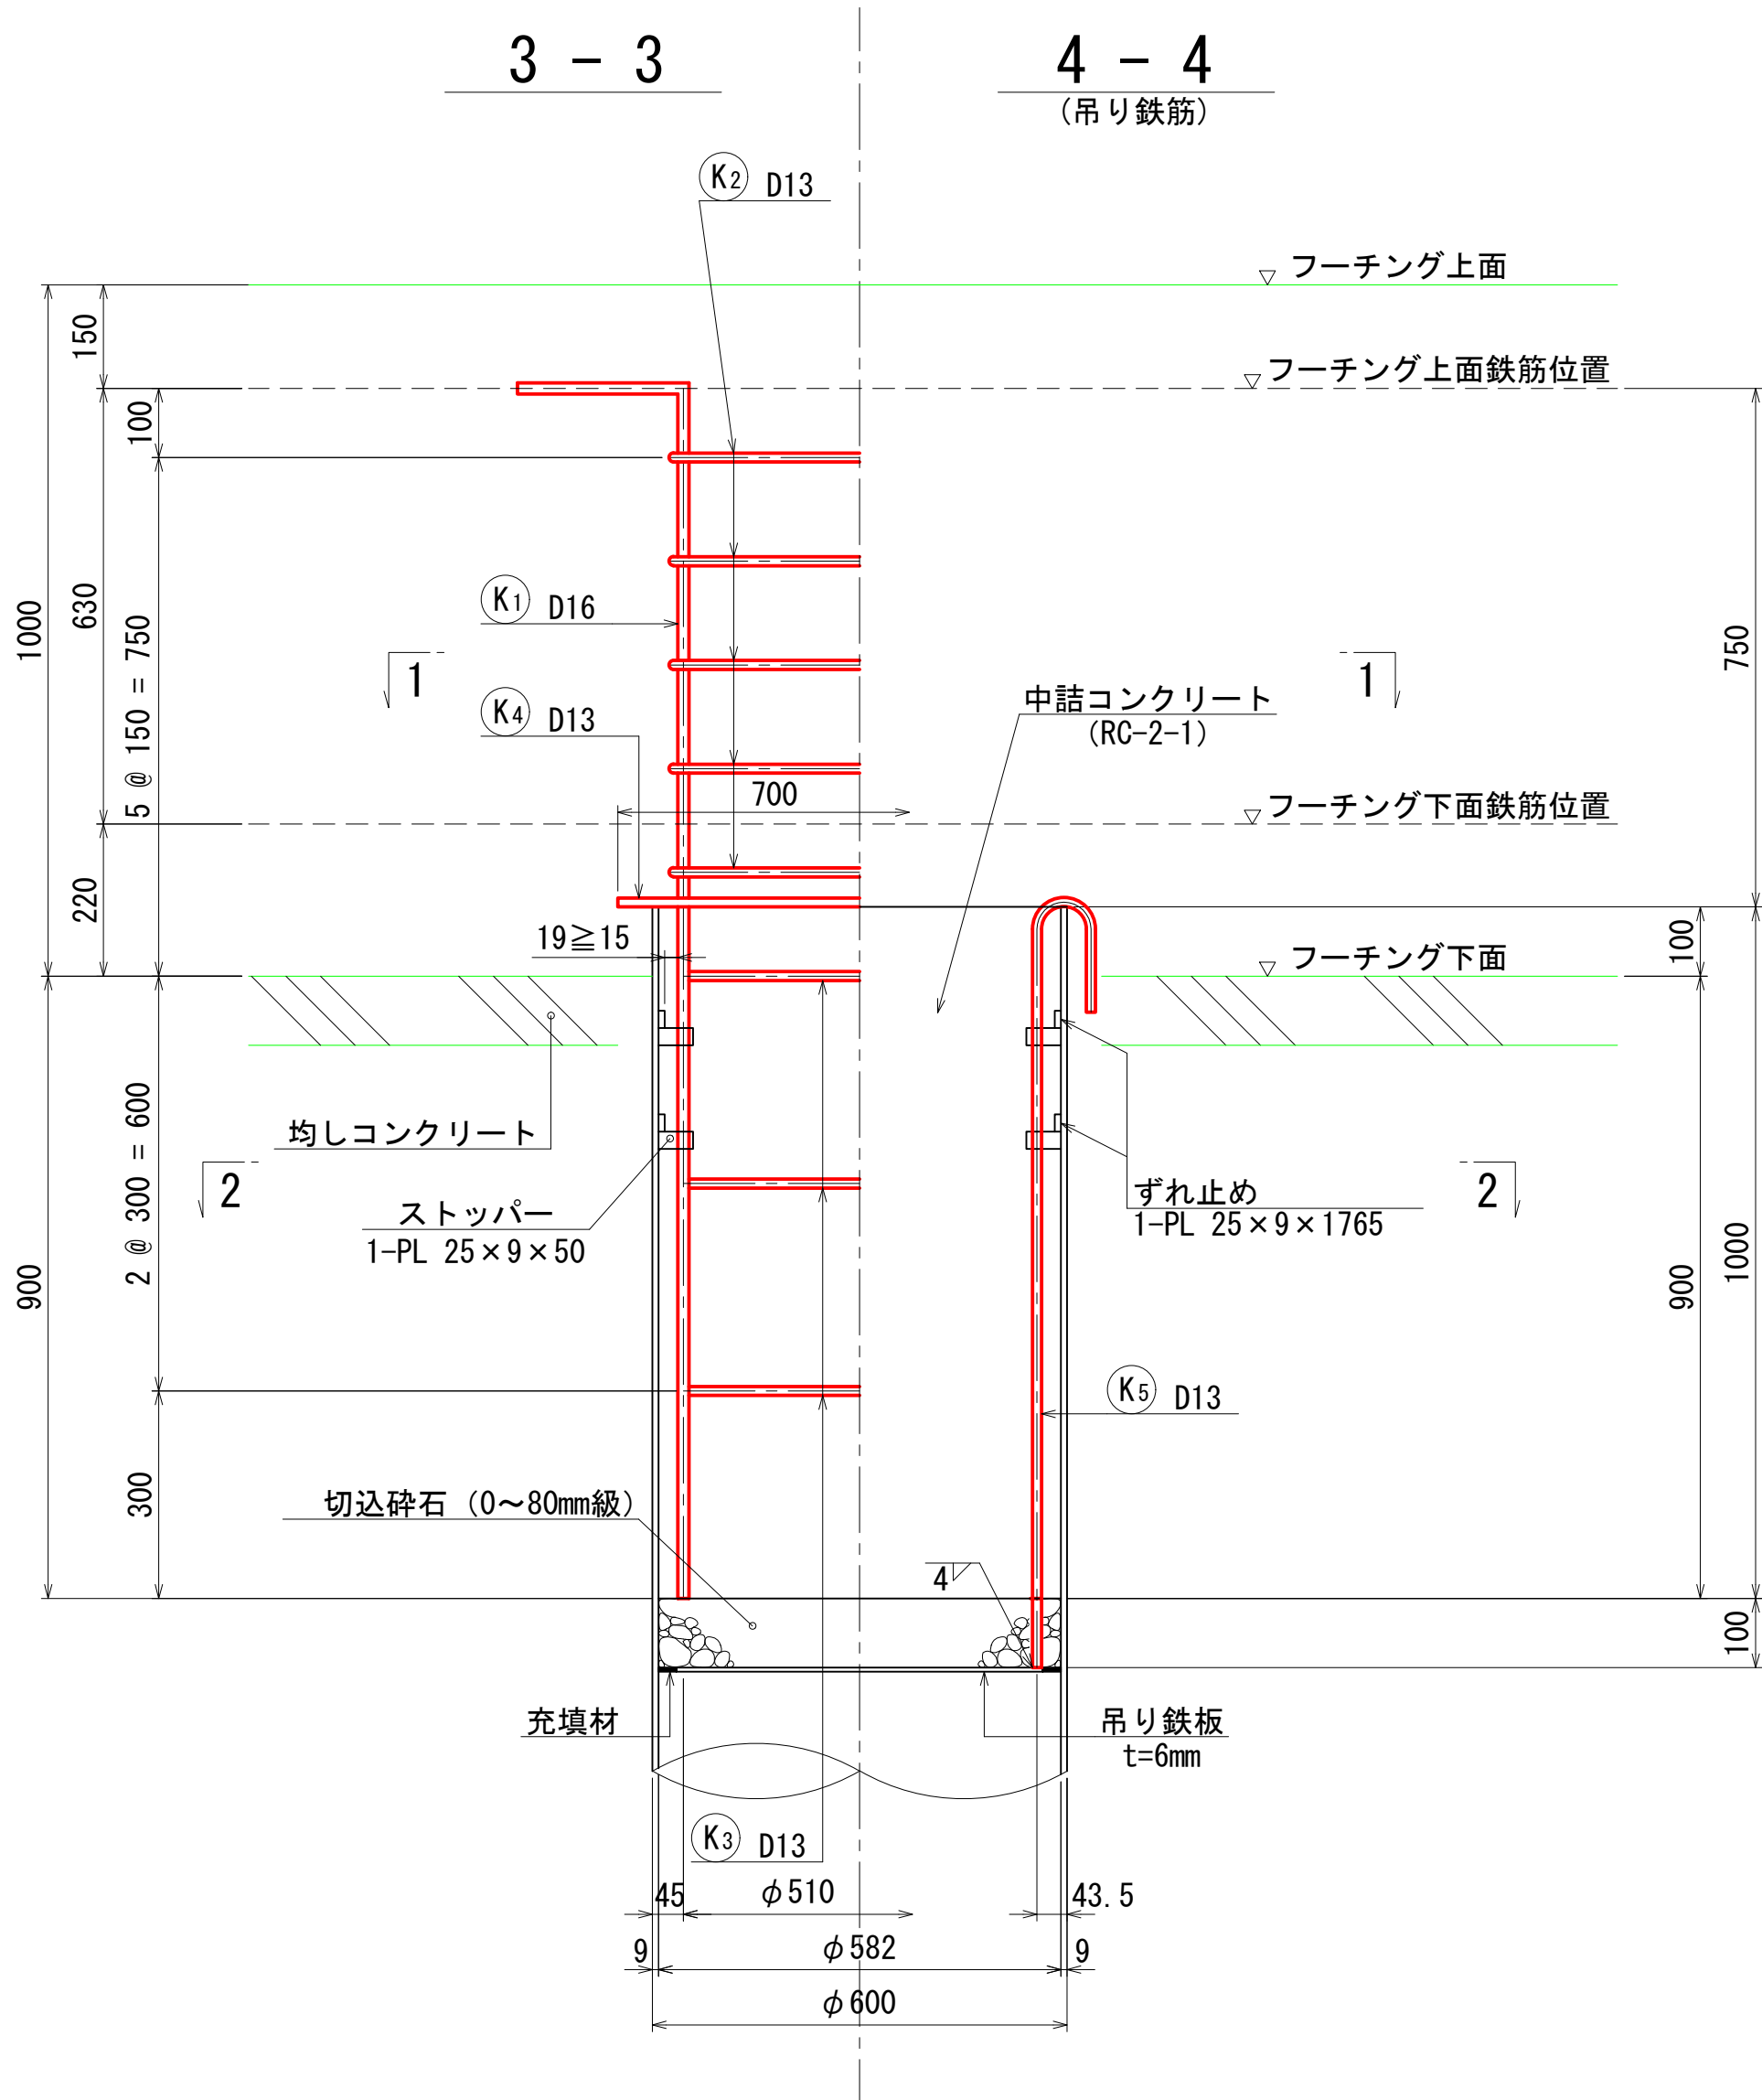 3 − 3
4 − 4
(吊り鉄筋)
K2 D13
フーチング上面
150
フーチング上面鉄筋位置
100
1000
630
5 @ 150 = 750
K1 D16
750
1
1
K4 D13
中詰コンクリート
(RC-2-1)
700
フーチング下面鉄筋位置
220
19≧15
100
フーチング下面
均しコンクリート
2 @ 300 = 600
2
2
ストッパー
1-PL 25×9×50
ずれ止め
1-PL 25×9×1765
900
900
1000
K5 D13
300
切込砕石 (0〜80mm級)
4
100
充填材
吊り鉄板
t=6mm
K3 D13
45
φ510
43.5
9
φ582
9
φ600